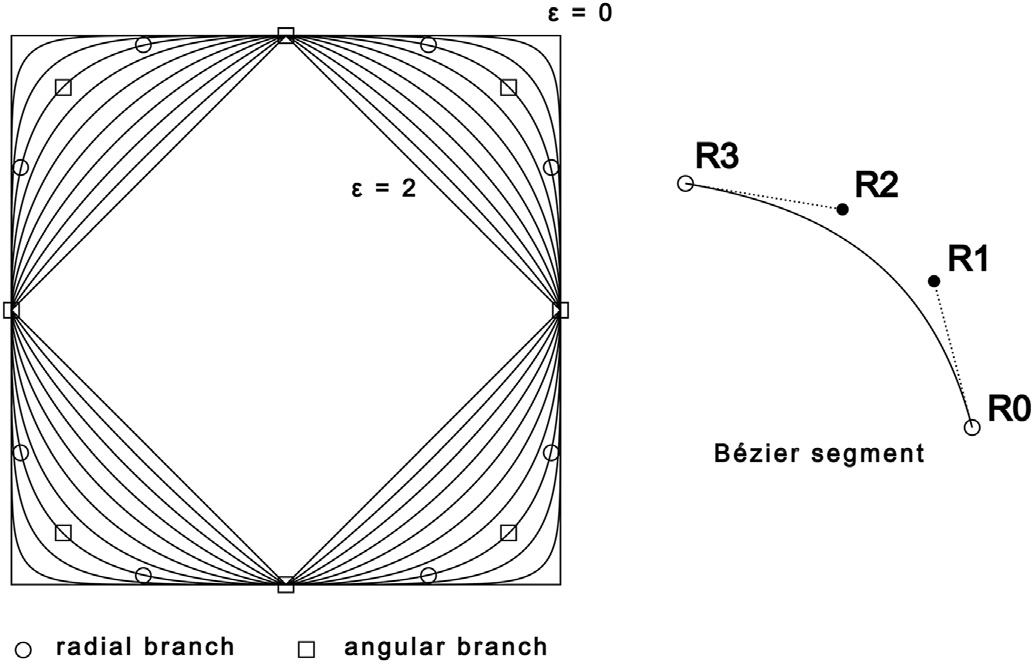 ε = 0
ε = 2
R3
R2
R1
R0
Bézier segment
radial branch
angular branch